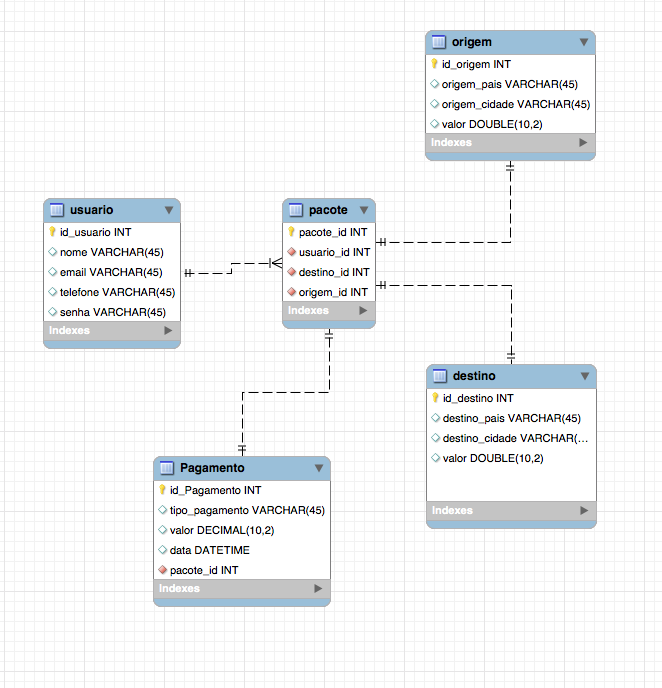 origem
id_origem INT
origem_pais VARCHAR(45)
origem_cidade VARCHAR(45)
valor DOUBLE(10,2)
Indexes
usuario
id_usuario INT
nome VARCHAR(45)
email VARCHAR(45)
telefone VARCHAR(45)
senha VARCHAR(45)
Indexes
pacote
pacote_id INT
usuario_id INT
destino_id INT
origem_id INT
Indexes
destino
id_destino INT
destino_pais VARCHAR(45)
destino_cidade VARCHAR(...
valor DOUBLE(10,2)
Indexes
Pagamento
id_Pagamento INT
tipo_pagamento VARCHAR(45)
valor DECIMAL(10,2)
data DATETIME
pacote_id INT
Indexes